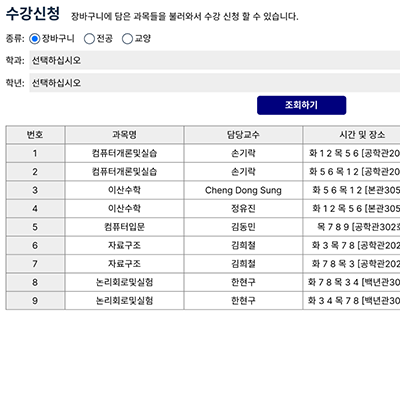 수강신청 장바구니에 담은 과목들을 불러와서 수강 신청 할 수 있습니다.
종류: 장바구니 전공 교양
학과: 선택하십시오
학년: 선택하십시오
조회하기
번호 과목명 담당교수 시간 및 장소
1 컴퓨터개론및실습 손기락 화 1 2 목 5 6 [공학관20
2 컴퓨터개론및실습 손기락 화 5 6 목 1 2 [공학관20
3 이산수학 Cheng Dong Sung 화 5 6 목 1 2 [본관305
4 이산수학 정유진 화 1 2 목 5 6 [본관305
5 컴퓨터입문 김동민 목 7 8 9 [공학관302
6 자료구조 김희철 화 3 목 7 8 [공학관202
7 자료구조 김희철 화 7 8 목 3 [공학관202
8 논리회로및실험 한현구 화 7 8 목 3 4 [백년관30
9 논리회로및실험 한현구 화 3 4 목 7 8 [백년관30